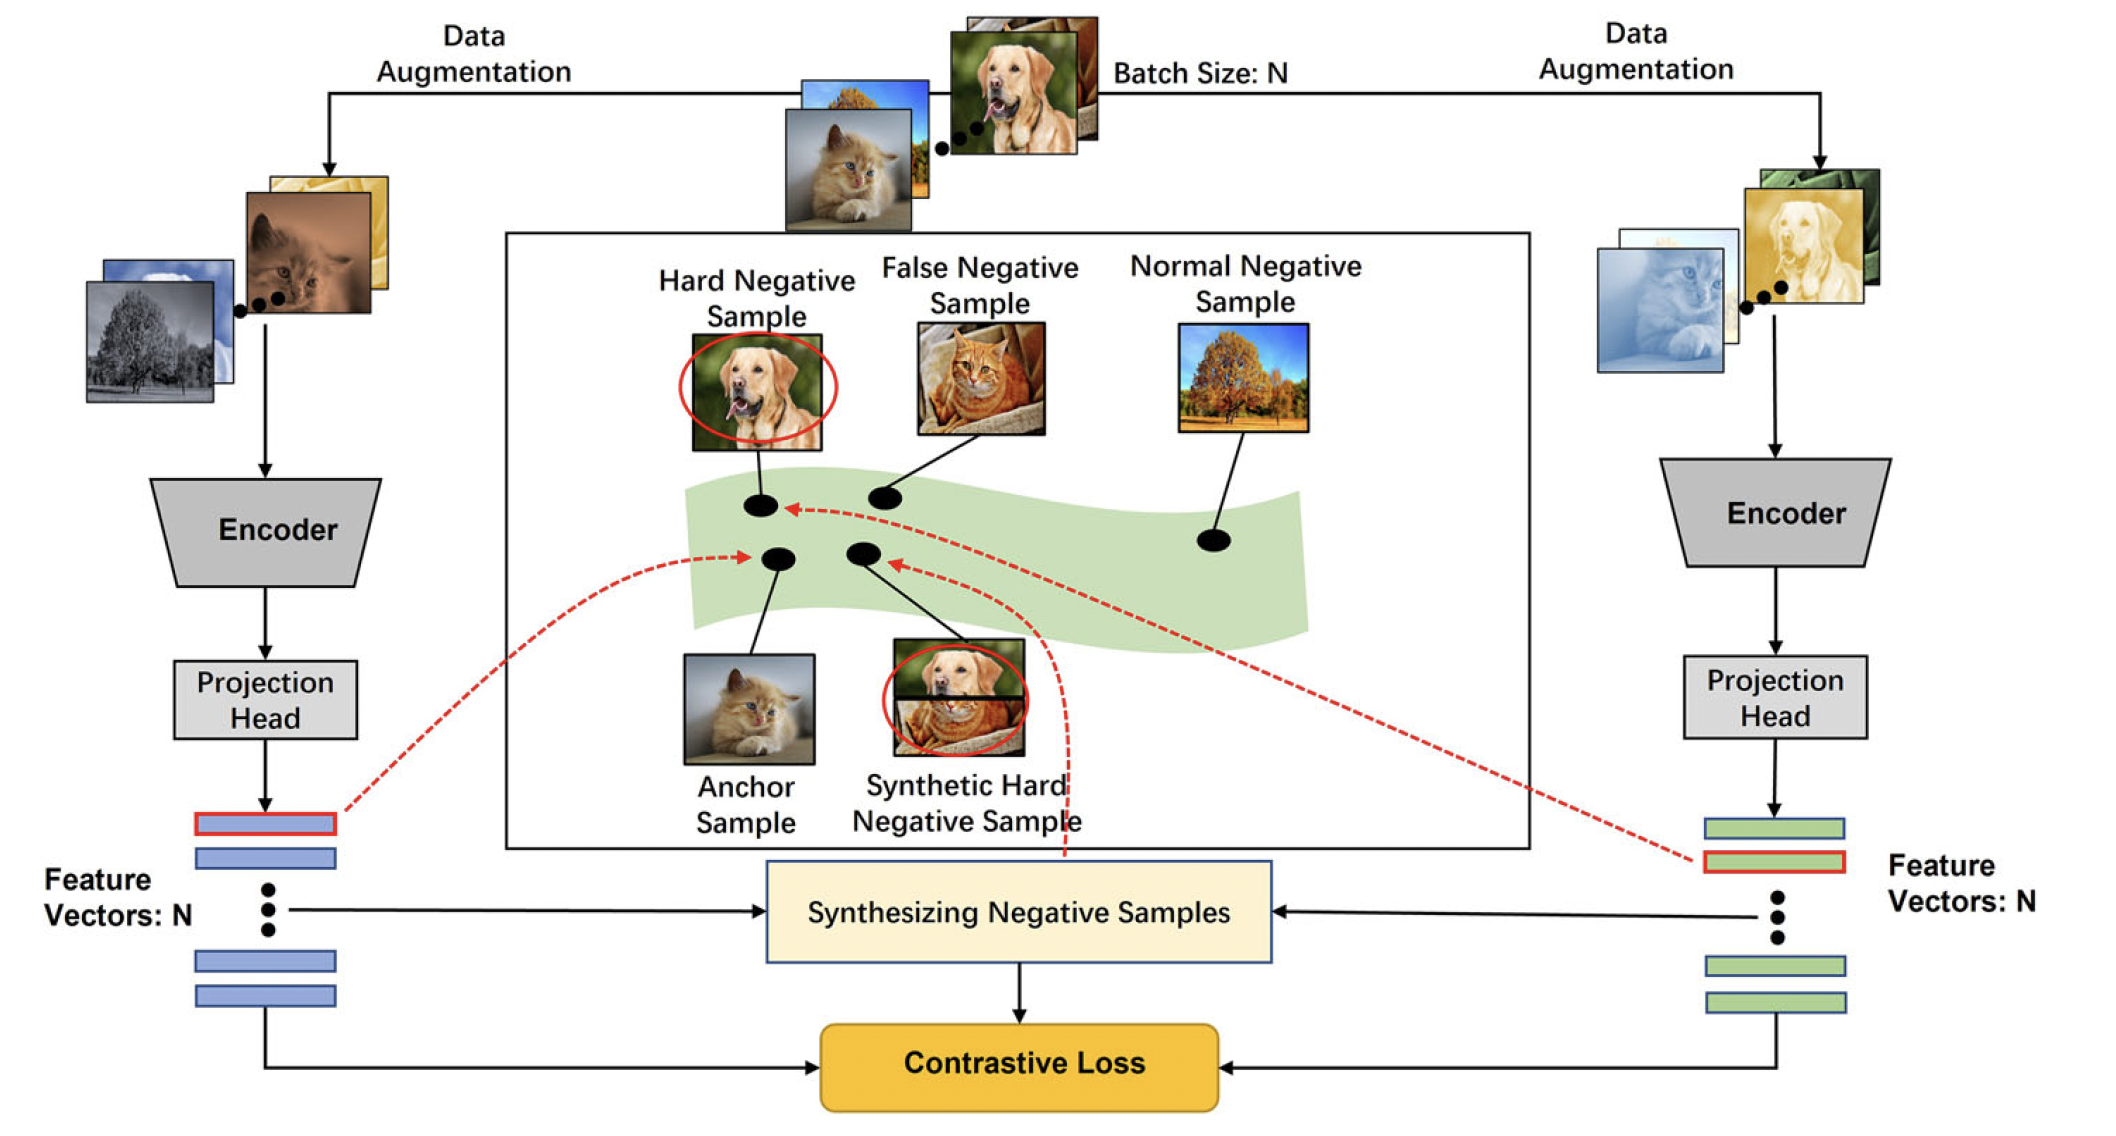 Data
Augmentation
Batch Size: N
Data
Augmentation
Hard Negative
Sample
False Negative
Sample
Normal Negative
Sample
Encoder
Encoder
Projection
Head
Projection
Head
Anchor
Sample
Synthetic Hard
Negative Sample
Feature
Vectors: N
Feature
Vectors: N
Synthesizing Negative Samples
Contrastive Loss